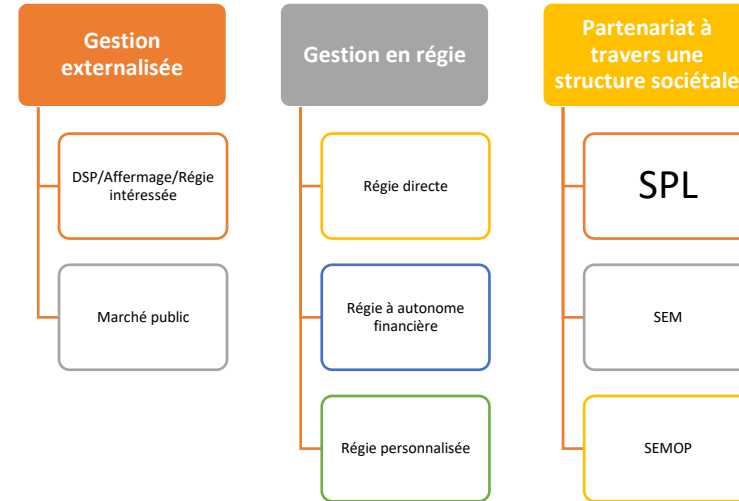 Gestion
externalisée
DSP/Affermage/Régie
intéressée
Marché public
Gestion en régie
Régie directe
Régie à autonome
financière
Régie personnalisée
Partenariat à
travers une
structure sociétale
SPL
SEM
SEMOP